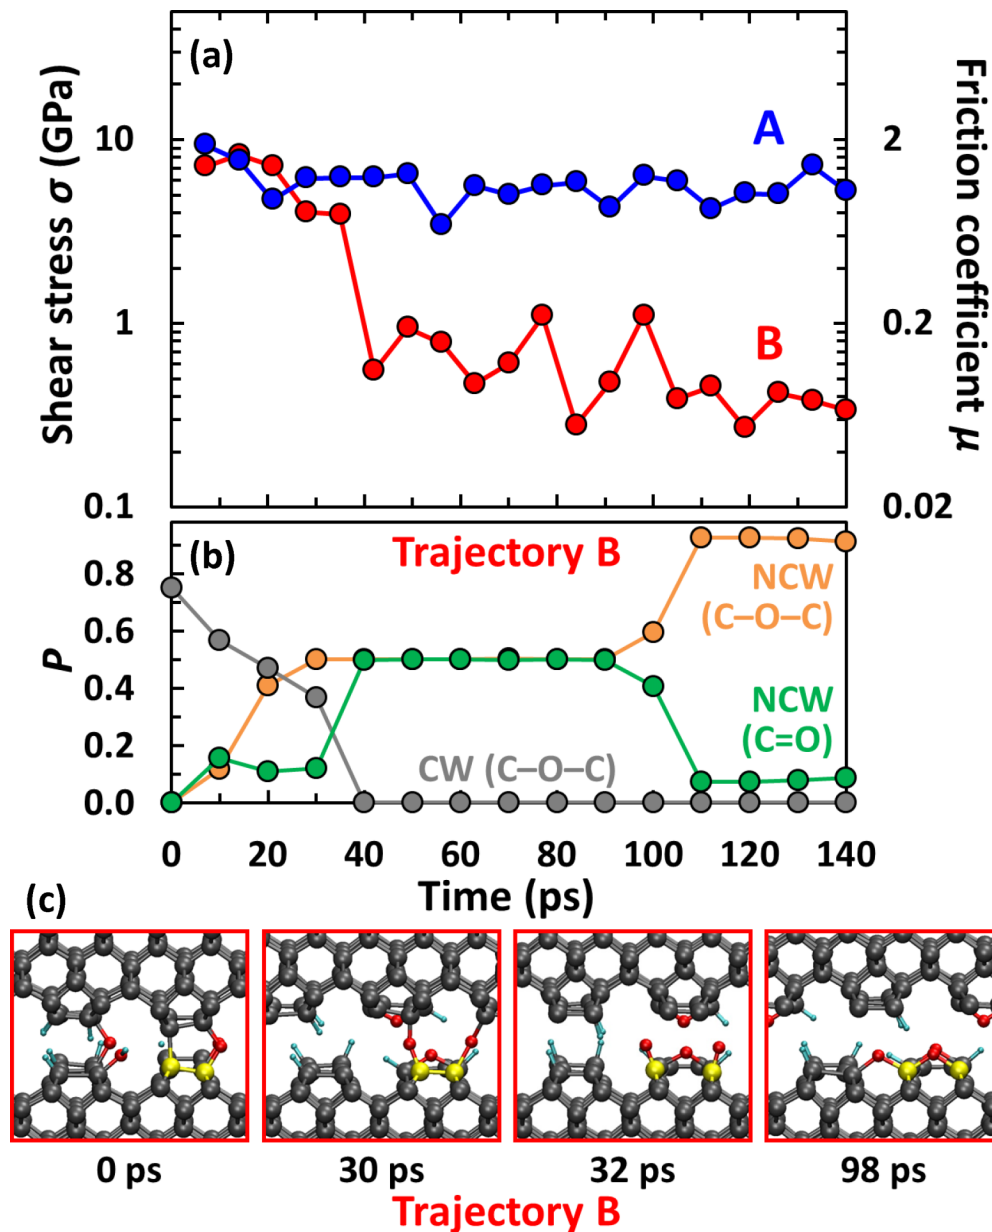 (a)
Shear stress σ (GPa)
10
1
0.1
A
B
2
0.2
0.02
Friction coefficient μ
(b)
Trajectory B
P
0.8
0.6
0.4
0.2
0.0
NCW
(C–O–C)
NCW
(C=O)
CW (C–O–C)
0 20 40 60 80 100 120 140
Time (ps)
(c)
0 ps 30 ps 32 ps 98 ps
Trajectory B